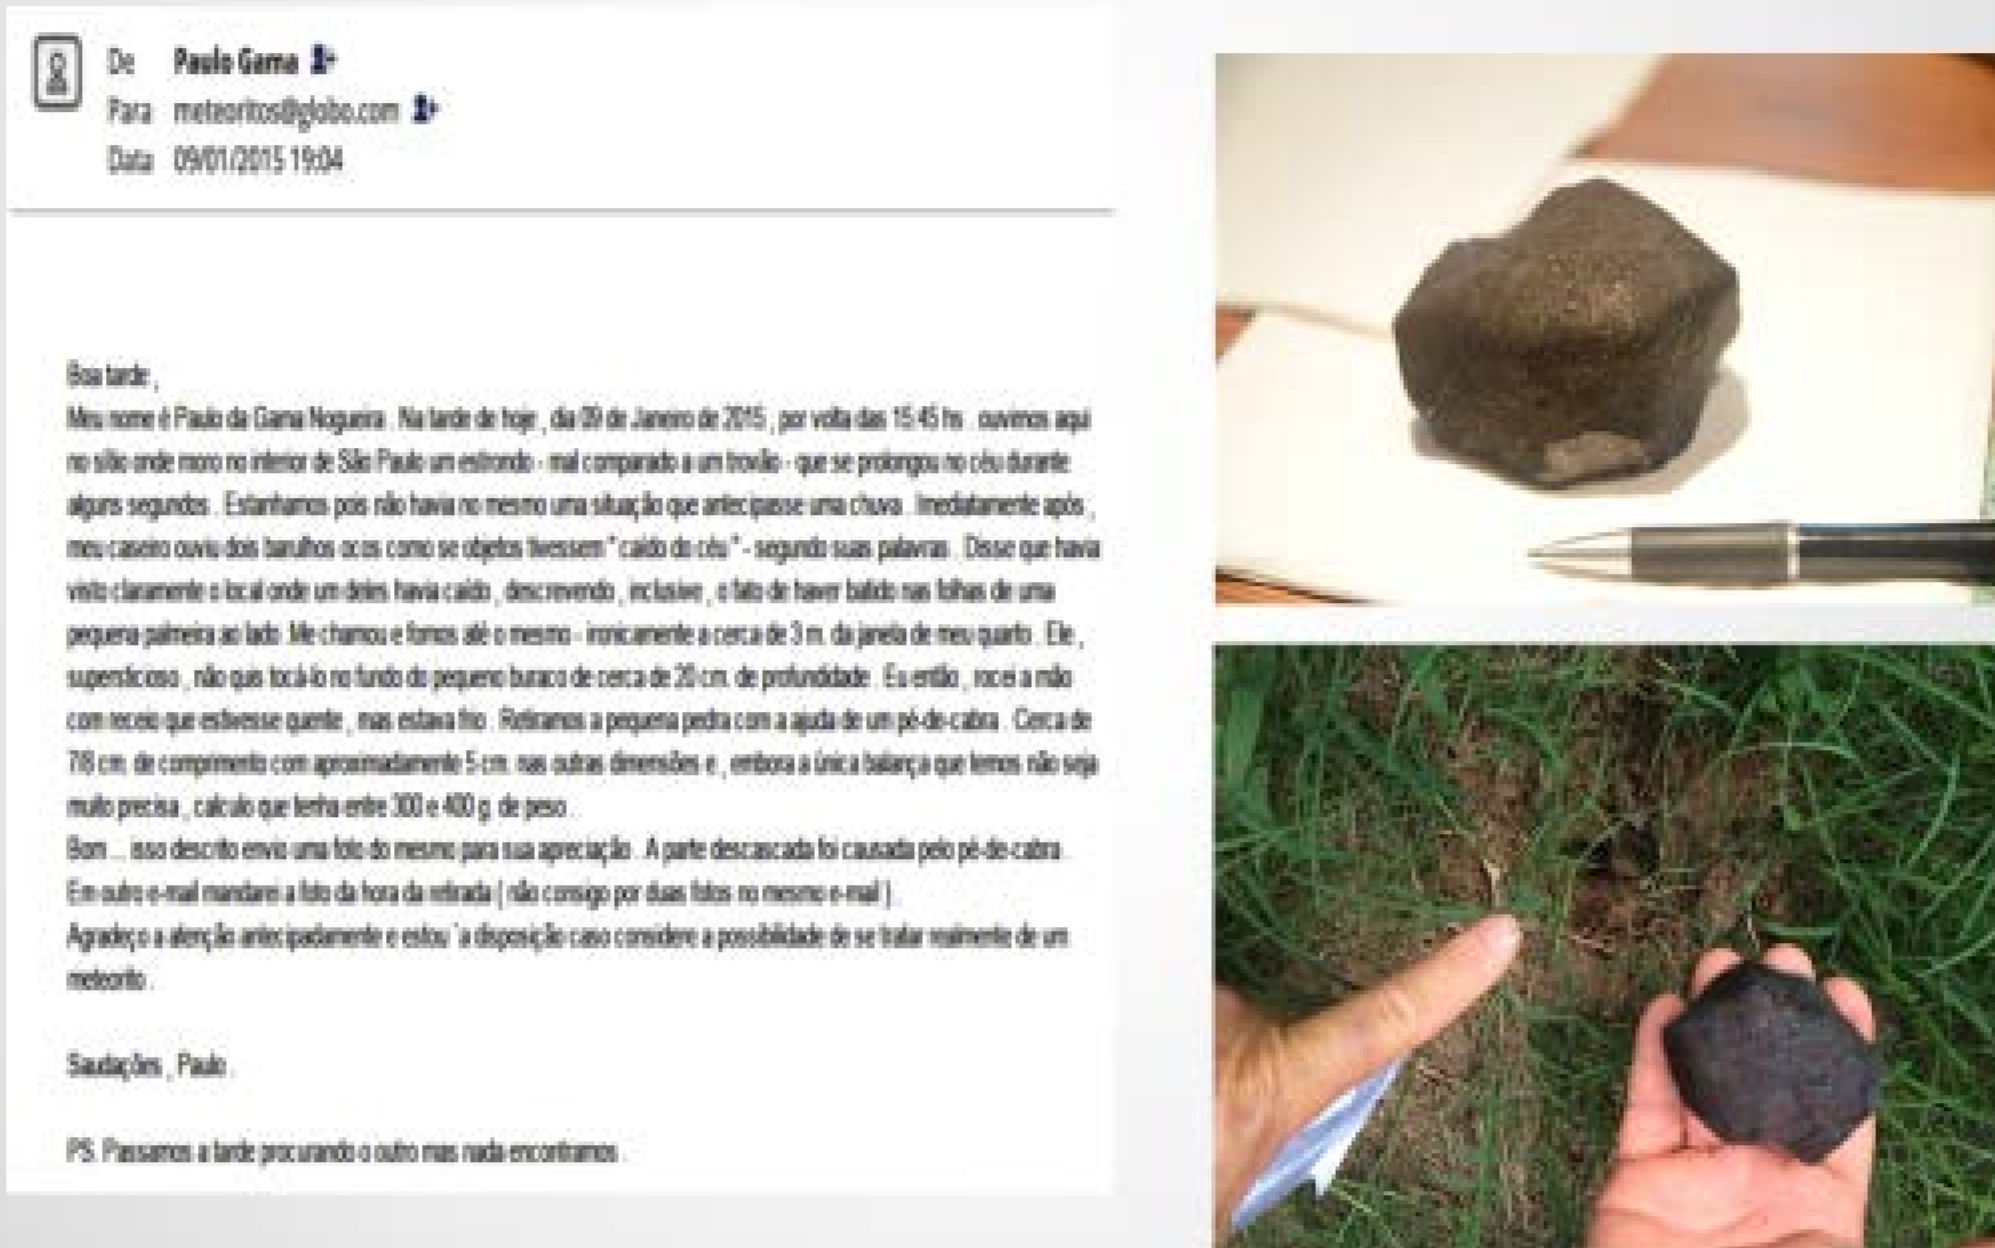 De Paulo Gama
Para meteoritos@globo.com
Data 09/01/2015 19:04
Boa tarde ,
Meu nome é Paulo da Gama Nogueira . Na tarde de hoje , dia 09 de Janeiro de 2015 , por volta das 15 45 hs . ouvimos aqui
no sítio onde moro no interior de São Paulo um estrondo - mal comparado a um trovão - que se prolongou no céu durante
alguns segundos . Estanhamos pois não havia no mesmo uma situação que antecipasse uma chuva . Imediatamente após ,
meu caseiro ouviu dois barulhos ocos como se objetos tivessem " caído do céu " - segundo suas palavras . Disse que havia
visto claramente o local onde um deles havia caído , descrevendo , inclusive , o fato de haver batido nas folhas de uma
pequena palmeira ao lado .Me chamou e fomos até o mesmo - ironicamente a cerca de 3 m. da janela de meu quarto . Ele ,
supersticioso , não quis tocá-lo no fundo do pequeno buraco de cerca de 20 cm. de profundidade . Eu então , rocei a mão
com receio que estivesse quente , mas estava frio . Retiramos a pequena pedra com a ajuda de um pé-de-cabra . Cerca de
7/8 cm. de comprimento com aproximadamente 5 cm. nas outras dimensões e , embora a única balança que temos não seja
muito precisa , calculo que tenha entre 300 e 400 g. de peso .
Bom ... isso descrito envio uma foto do mesmo para sua apreciação . A parte descascada foi causada pelo pé-de-cabra .
Em outro e-mail mandarei a foto da hora da retirada ( não consigo por duas fotos no mesmo e-mail ) .
Agradeço a atenção antecipadamente e estou `a disposição caso considere a possibilidade de se tratar realmente de um
meteorito .
Saudações , Paulo .
PS. Passamos a tarde procurando o outro mas nada encontramos .